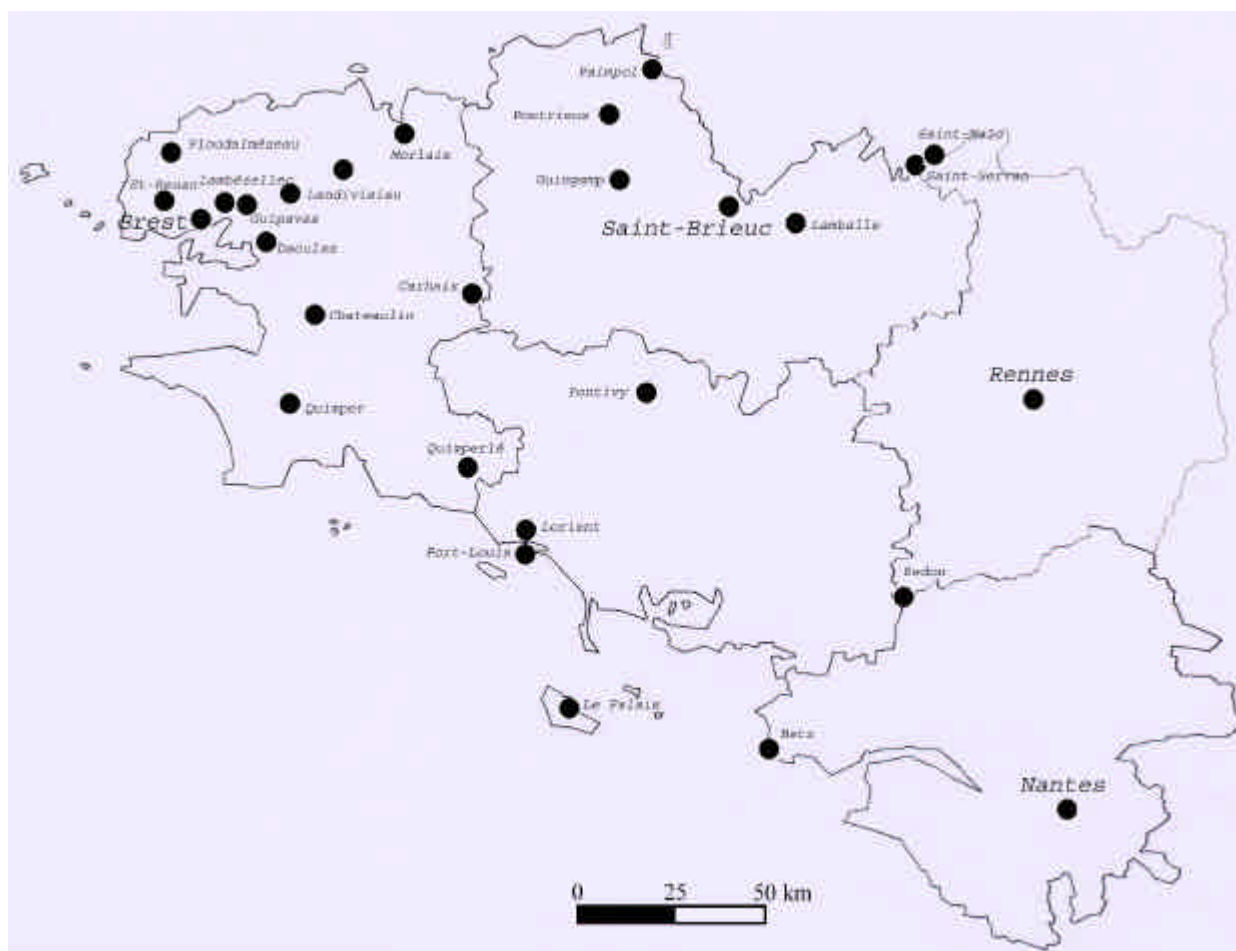 Paimpol
Pontrieux
Saint-Malo
Morlaix
Saint-Servan
Ploudalmézeau
Guingamp
St-Renan
Lambézellec
Landivisiau
Guipavas
Brest
Saint-Brieuc
Lamballe
Daoulas
Carhaix
Chateaulin
Rennes
Pontivy
Quimper
Quimperlé
Lorient
Port-Louis
Redon
Le Palais
Batz
Nantes
0 25 50 km